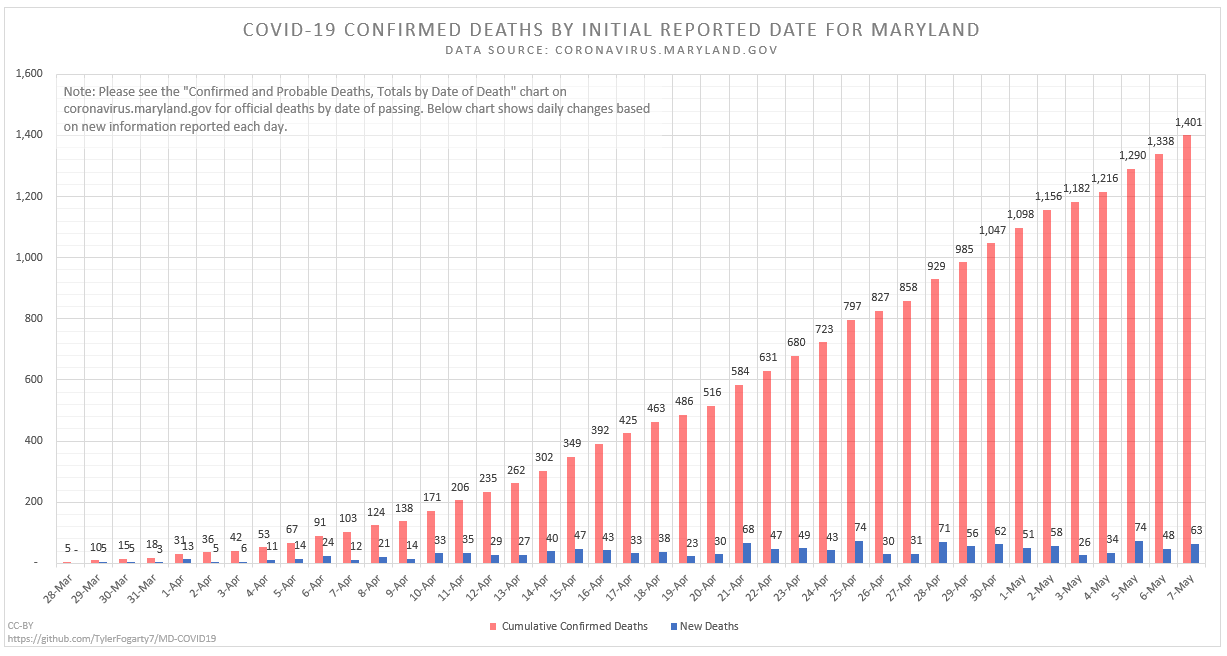 COVID-19 CONFIRMED DEATHS BY INITIAL REPORTED DATE FOR MARYLAND
DATA SOURCE: CORONAVIRUS.MARYLAND.GOV
Note: Please see the "Confirmed and Probable Deaths, Totals by Date of Death" chart on
coronavirus.maryland.gov for official deaths by date of passing. Below chart shows daily changes based
on new information reported each day.
1,600
1,400
1,200
1,000
800
600
400
200
-
5 10 15 18 31 36 42 53 67 91 103 124 138 171 206 235 262 302 349 392 425 463 486 516 584 631 680 723 797 827 858 929 985 1,047 1,098 1,156 1,182 1,216 1,290 1,338 1,401
- 5 5 3 13 5 6 11 14 24 12 21 14 33 35 29 27 40 47 43 33 38 23 30 68 47 49 43 74 30 31 71 56 62 51 58 26 34 74 48 63
28-Mar 29-Mar 30-Mar 31-Mar 1-Apr 2-Apr 3-Apr 4-Apr 5-Apr 6-Apr 7-Apr 8-Apr 9-Apr 10-Apr 11-Apr 12-Apr 13-Apr 14-Apr 15-Apr 16-Apr 17-Apr 18-Apr 19-Apr 20-Apr 21-Apr 22-Apr 23-Apr 24-Apr 25-Apr 26-Apr 27-Apr 28-Apr 29-Apr 30-Apr 1-May 2-May 3-May 4-May 5-May 6-May 7-May
Cumulative Confirmed Deaths New Deaths
CC-BY
https://github.com/TylerFogarty7/MD-COVID19